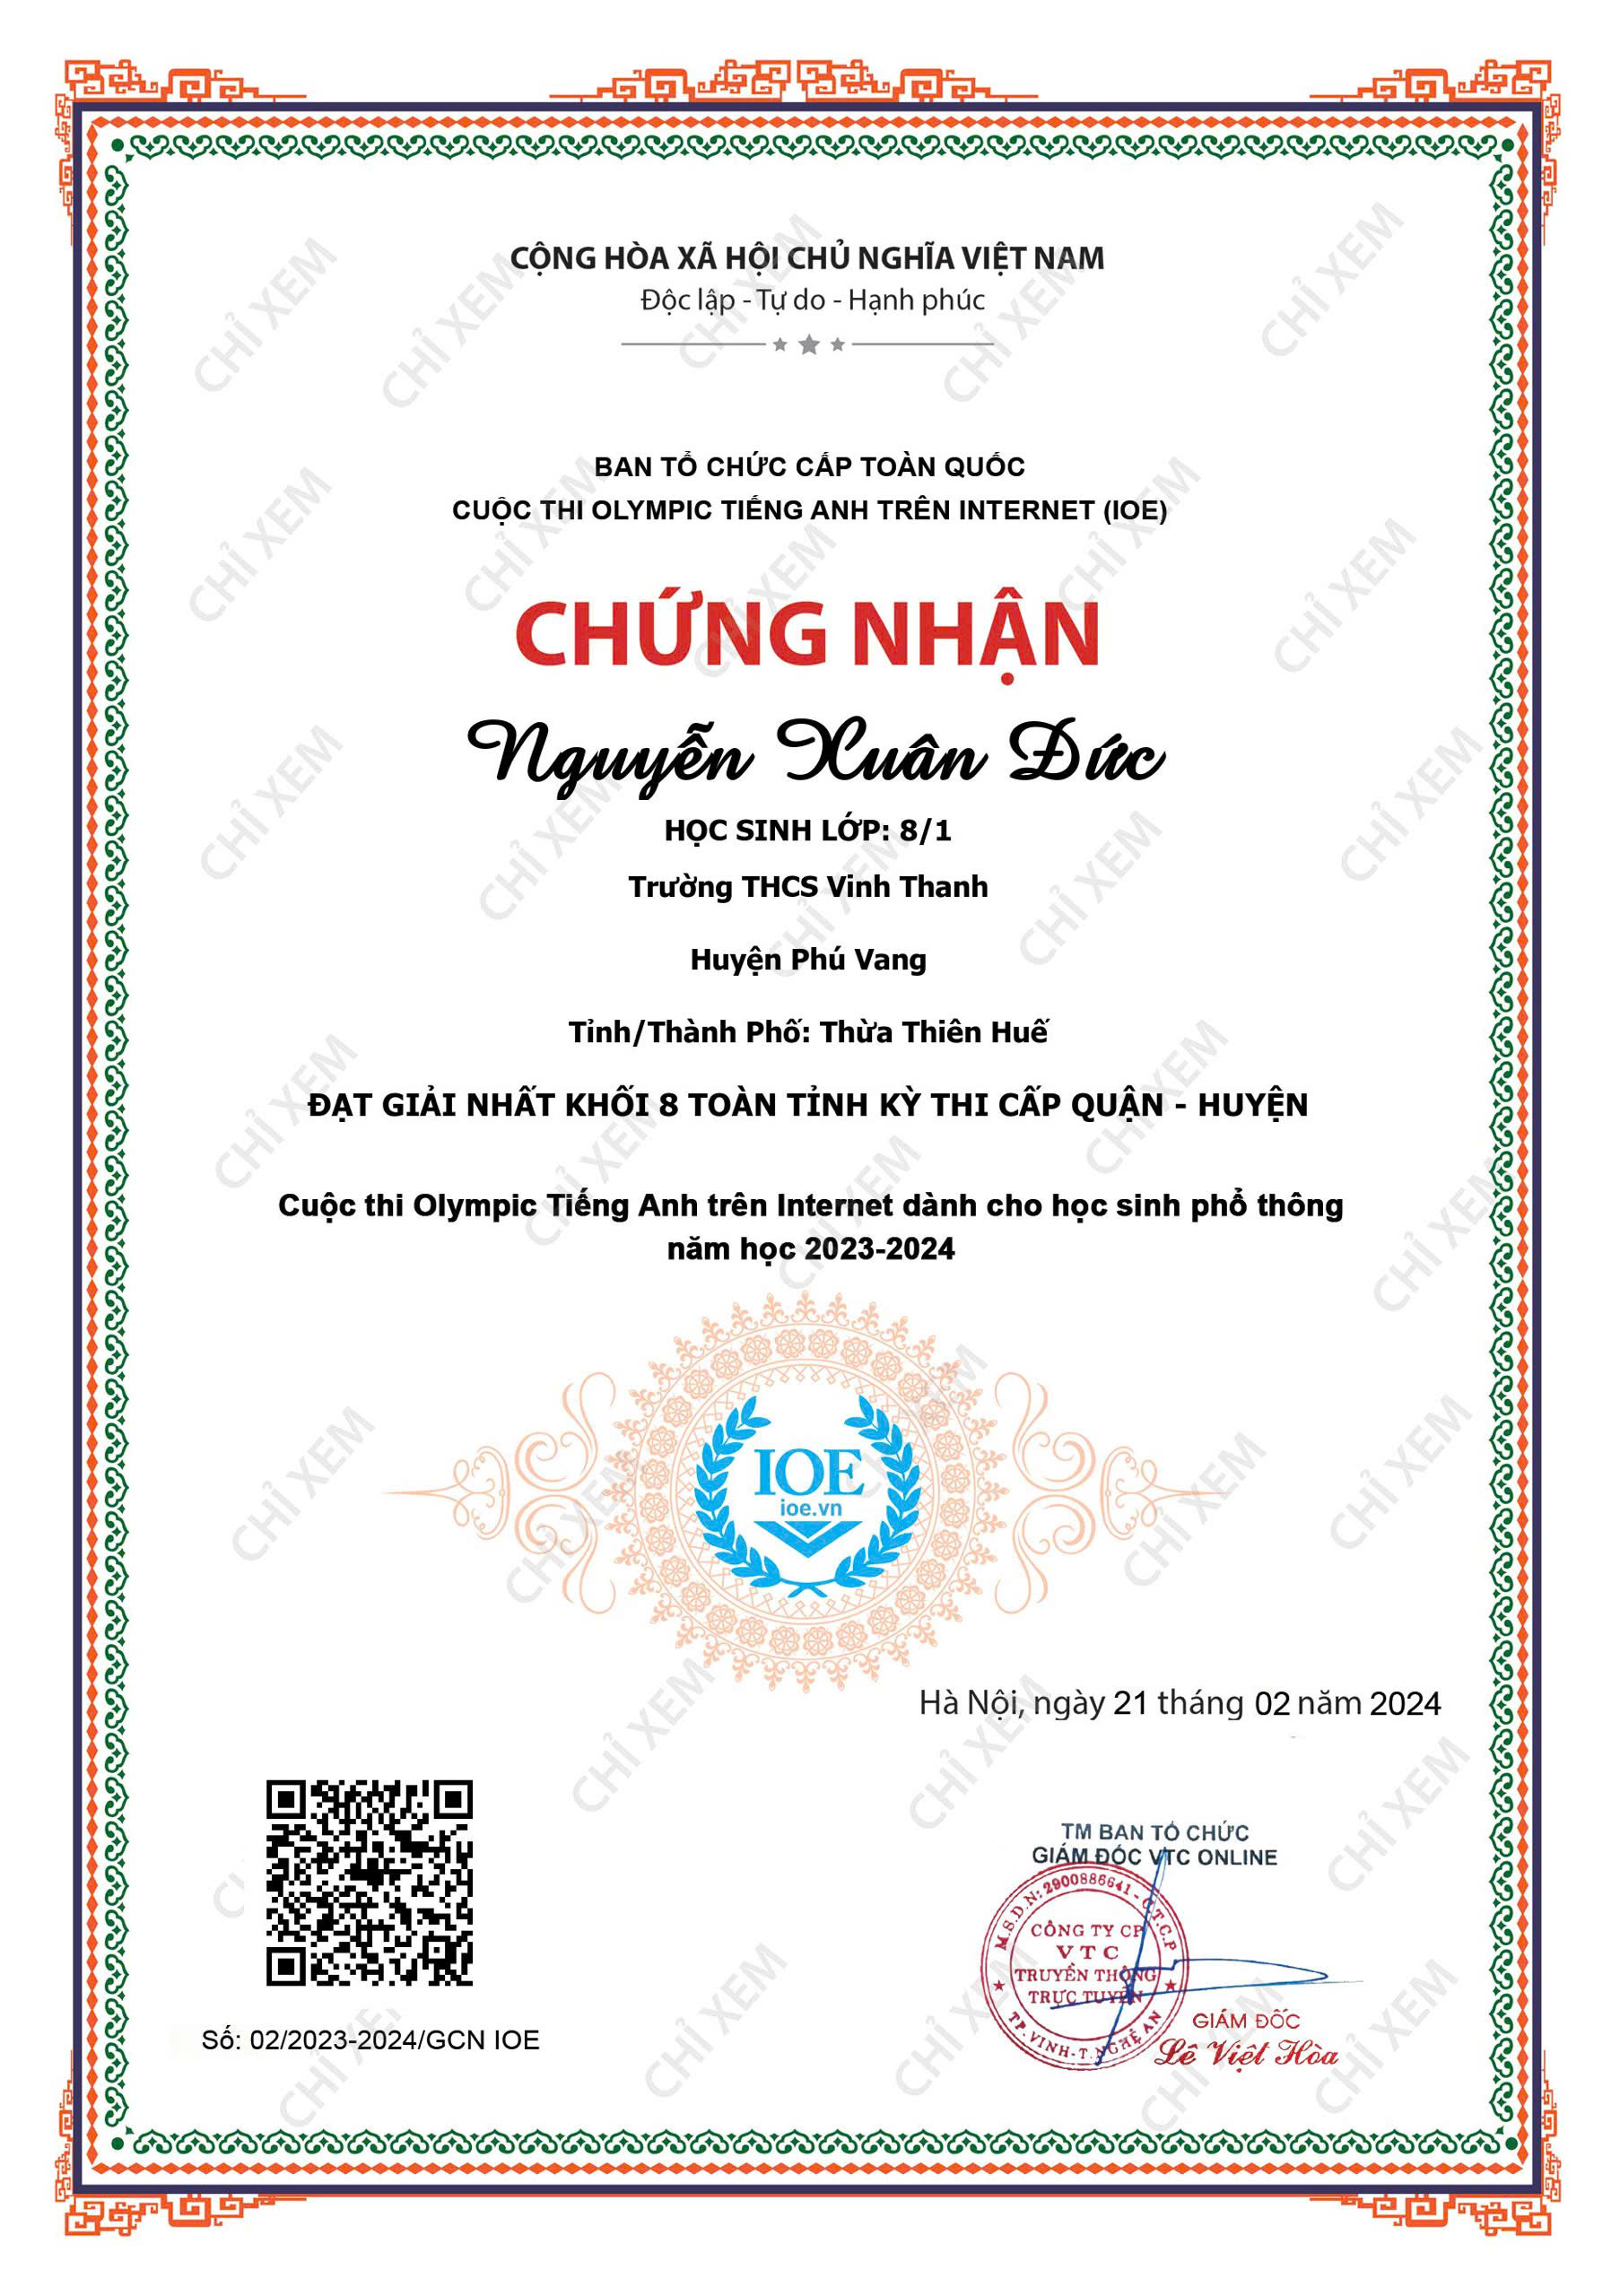 CỘNG HÒA XÃ HỘI CHỦ NGHĨA VIỆT NAM
Độc lập - Tự do - Hạnh phúc
BAN TỔ CHỨC CẤP TOÀN QUỐC
CUỘC THI OLYMPIC TIẾNG ANH TRÊN INTERNET (IOE)
CHỨNG NHẬN
Nguyễn Xuân Đức
HỌC SINH LỚP: 8/1
Trường THCS Vinh Thanh
Huyện Phú Vang
Tỉnh/Thành Phố: Thừa Thiên Huế
ĐẠT GIẢI NHẤT KHỐI 8 TOÀN TỈNH KỲ THI CẤP QUẬN - HUYỆN
Cuộc thi Olympic Tiếng Anh trên Internet dành cho học sinh phổ thông
năm học 2023-2024
IOE
ioe.vn
Hà Nội, ngày 21 tháng 02 năm 2024
TM BAN TỔ CHỨC
GIÁM ĐỐC VTC ONLINE
M.S.D.N: 2900886641 - C.T.C.P
CÔNG TY CP
VTC
TRUYỀN THÔNG
TRỰC TUYẾN
TP. VINH - T. NGHỆ AN
GIÁM ĐỐC
Lê Việt Hòa
Số: 02/2023-2024/GCN IOE
CHỈ XEM